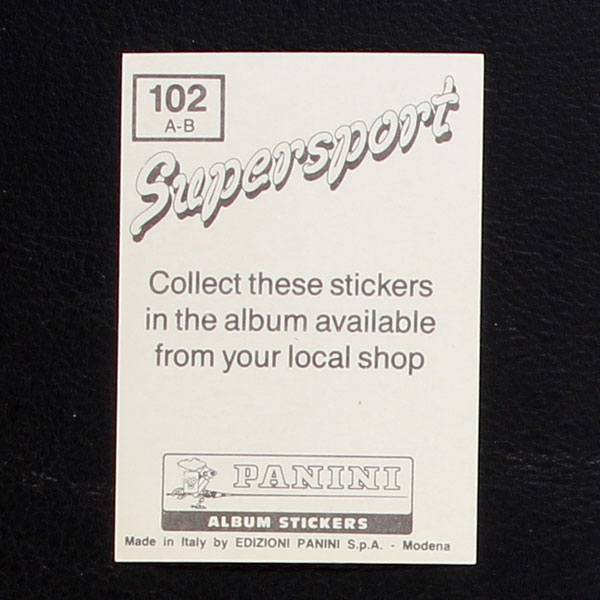 102
A-B
Supersport
Collect these stickers
in the album available
from your local shop
PANINI
ALBUM STICKERS
Made in Italy by EDIZIONI PANINI S.p.A. - Modena